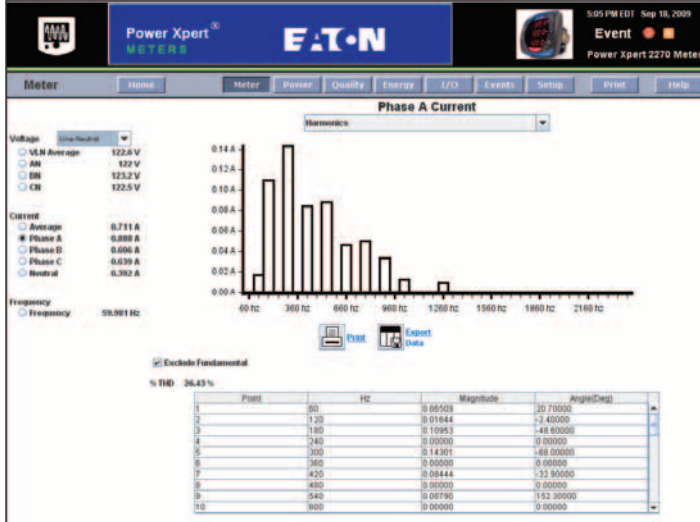 Power Xpert®
METERS
EATON
5:05 PM EDT Sep 18, 2009
Event
Power Xpert 2270 Meter
Meter Home Meter Power Quality Energy I/O Events Setup Print Help
Phase A Current
Harmonics
Voltage Line-Neutral
VLN Average 122.6 V
AN 122 V
BN 123.2 V
CN 122.5 V
Current
Average 0.711 A
Phase A 0.888 A
Phase B 0.606 A
Phase C 0.639 A
Neutral 0.392 A
Frequency
Frequency 59.981 Hz
0.14 A
0.12 A
0.10 A
0.08 A
0.06 A
0.04 A
0.02 A
0.00 A
60 hz 360 hz 660 hz 960 hz 1260 hz 1560 hz 1860 hz 2160 hz
Print Export Data
Exclude Fundamental
% THD 26.43 %
Point Hz Magnitude Angle(Deg)
1 60 0.66509 20.70000
2 120 0.01644 -2.40000
3 180 0.10953 -48.60000
4 240 0.00000 0.00000
5 300 0.14301 -68.00000
6 360 0.00000 0.00000
7 420 0.08444 -32.90000
8 480 0.00000 0.00000
9 540 0.08790 152.30000
10 600 0.00000 0.00000